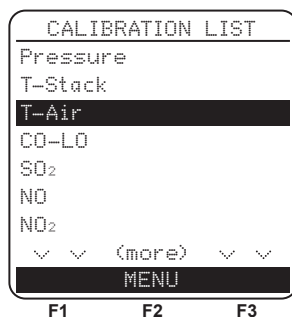 CALIBRATION LIST
Pressure
T-Stack
T-Air
CO-LO
SO₂
NO
NO₂
(more)
MENU
F1 F2 F3